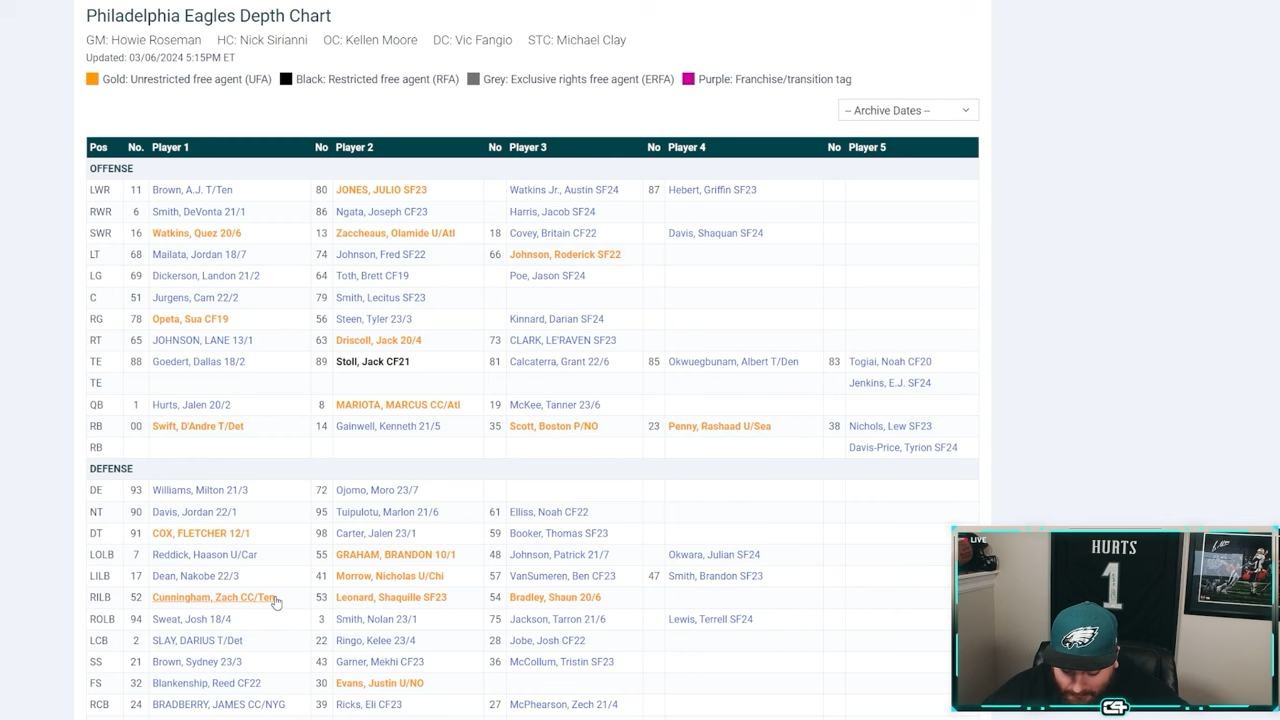 Philadelphia Eagles Depth Chart
GM: Howie Roseman HC: Nick Sirianni OC: Kellen Moore DC: Vic Fangio STC: Michael Clay
Updated: 03/06/2024 5:15PM ET
Gold: Unrestricted free agent (UFA) Black: Restricted free agent (RFA) Grey: Exclusive rights free agent (ERFA) Purple: Franchise/transition tag
-- Archive Dates --
Pos No. Player 1 No Player 2 No Player 3 No Player 4 No Player 5
OFFENSE
LWR 11 Brown, A.J. T/Ten 80 JONES, JULIO SF23 Watkins Jr., Austin SF24 87 Hebert, Griffin SF23
RWR 6 Smith, DeVonta 21/1 86 Ngata, Joseph CF23 Harris, Jacob SF24
SWR 16 Watkins, Quez 20/6 13 Zaccheaus, Olamide U/Atl 18 Covey, Britain CF22 Davis, Shaquan SF24
LT 68 Mailata, Jordan 18/7 74 Johnson, Fred SF22 66 Johnson, Roderick SF22
LG 69 Dickerson, Landon 21/2 64 Toth, Brett CF19 Poe, Jason SF24
C 51 Jurgens, Cam 22/2 79 Smith, Lecitus SF23
RG 78 Opeta, Sua CF19 56 Steen, Tyler 23/3 Kinnard, Darian SF24
RT 65 JOHNSON, LANE 13/1 63 Driscoll, Jack 20/4 73 CLARK, LE'RAVEN SF23
TE 88 Goedert, Dallas 18/2 89 Stoll, Jack CF21 81 Calcaterra, Grant 22/6 85 Okwuegbunam, Albert T/Den 83 Togiai, Noah CF20
TE Jenkins, E.J. SF24
QB 1 Hurts, Jalen 20/2 8 MARIOTA, MARCUS CC/Atl 19 McKee, Tanner 23/6
RB 00 Swift, D'Andre T/Det 14 Gainwell, Kenneth 21/5 35 Scott, Boston P/NO 23 Penny, Rashaad U/Sea 38 Nichols, Lew SF23
RB Davis-Price, Tyrion SF24
DEFENSE
DE 93 Williams, Milton 21/3 72 Ojomo, Moro 23/7
NT 90 Davis, Jordan 22/1 95 Tuipulotu, Marlon 21/6 61 Elliss, Noah CF22
DT 91 COX, FLETCHER 12/1 98 Carter, Jalen 23/1 59 Booker, Thomas SF23
LOLB 7 Reddick, Haason U/Car 55 GRAHAM, BRANDON 10/1 48 Johnson, Patrick 21/7 Okwara, Julian SF24
LILB 17 Dean, Nakobe 22/3 41 Morrow, Nicholas U/Chi 57 VanSumeren, Ben CF23 47 Smith, Brandon SF23
RILB 52 Cunningham, Zach CC/Ten 53 Leonard, Shaquille SF23 54 Bradley, Shaun 20/6
ROLB 94 Sweat, Josh 18/4 3 Smith, Nolan 23/1 75 Jackson, Tarron 21/6 Lewis, Terrell SF24
LCB 2 SLAY, DARIUS T/Det 22 Ringo, Kelee 23/4 28 Jobe, Josh CF22
SS 21 Brown, Sydney 23/3 43 Garner, Mekhi CF23 36 McCollum, Tristin SF23
FS 32 Blankenship, Reed CF22 30 Evans, Justin U/NO
RCB 24 BRADBERRY, JAMES CC/NYG 39 Ricks, Eli CF23 27 McPhearson, Zech 21/4
LIVE
HURTS
1